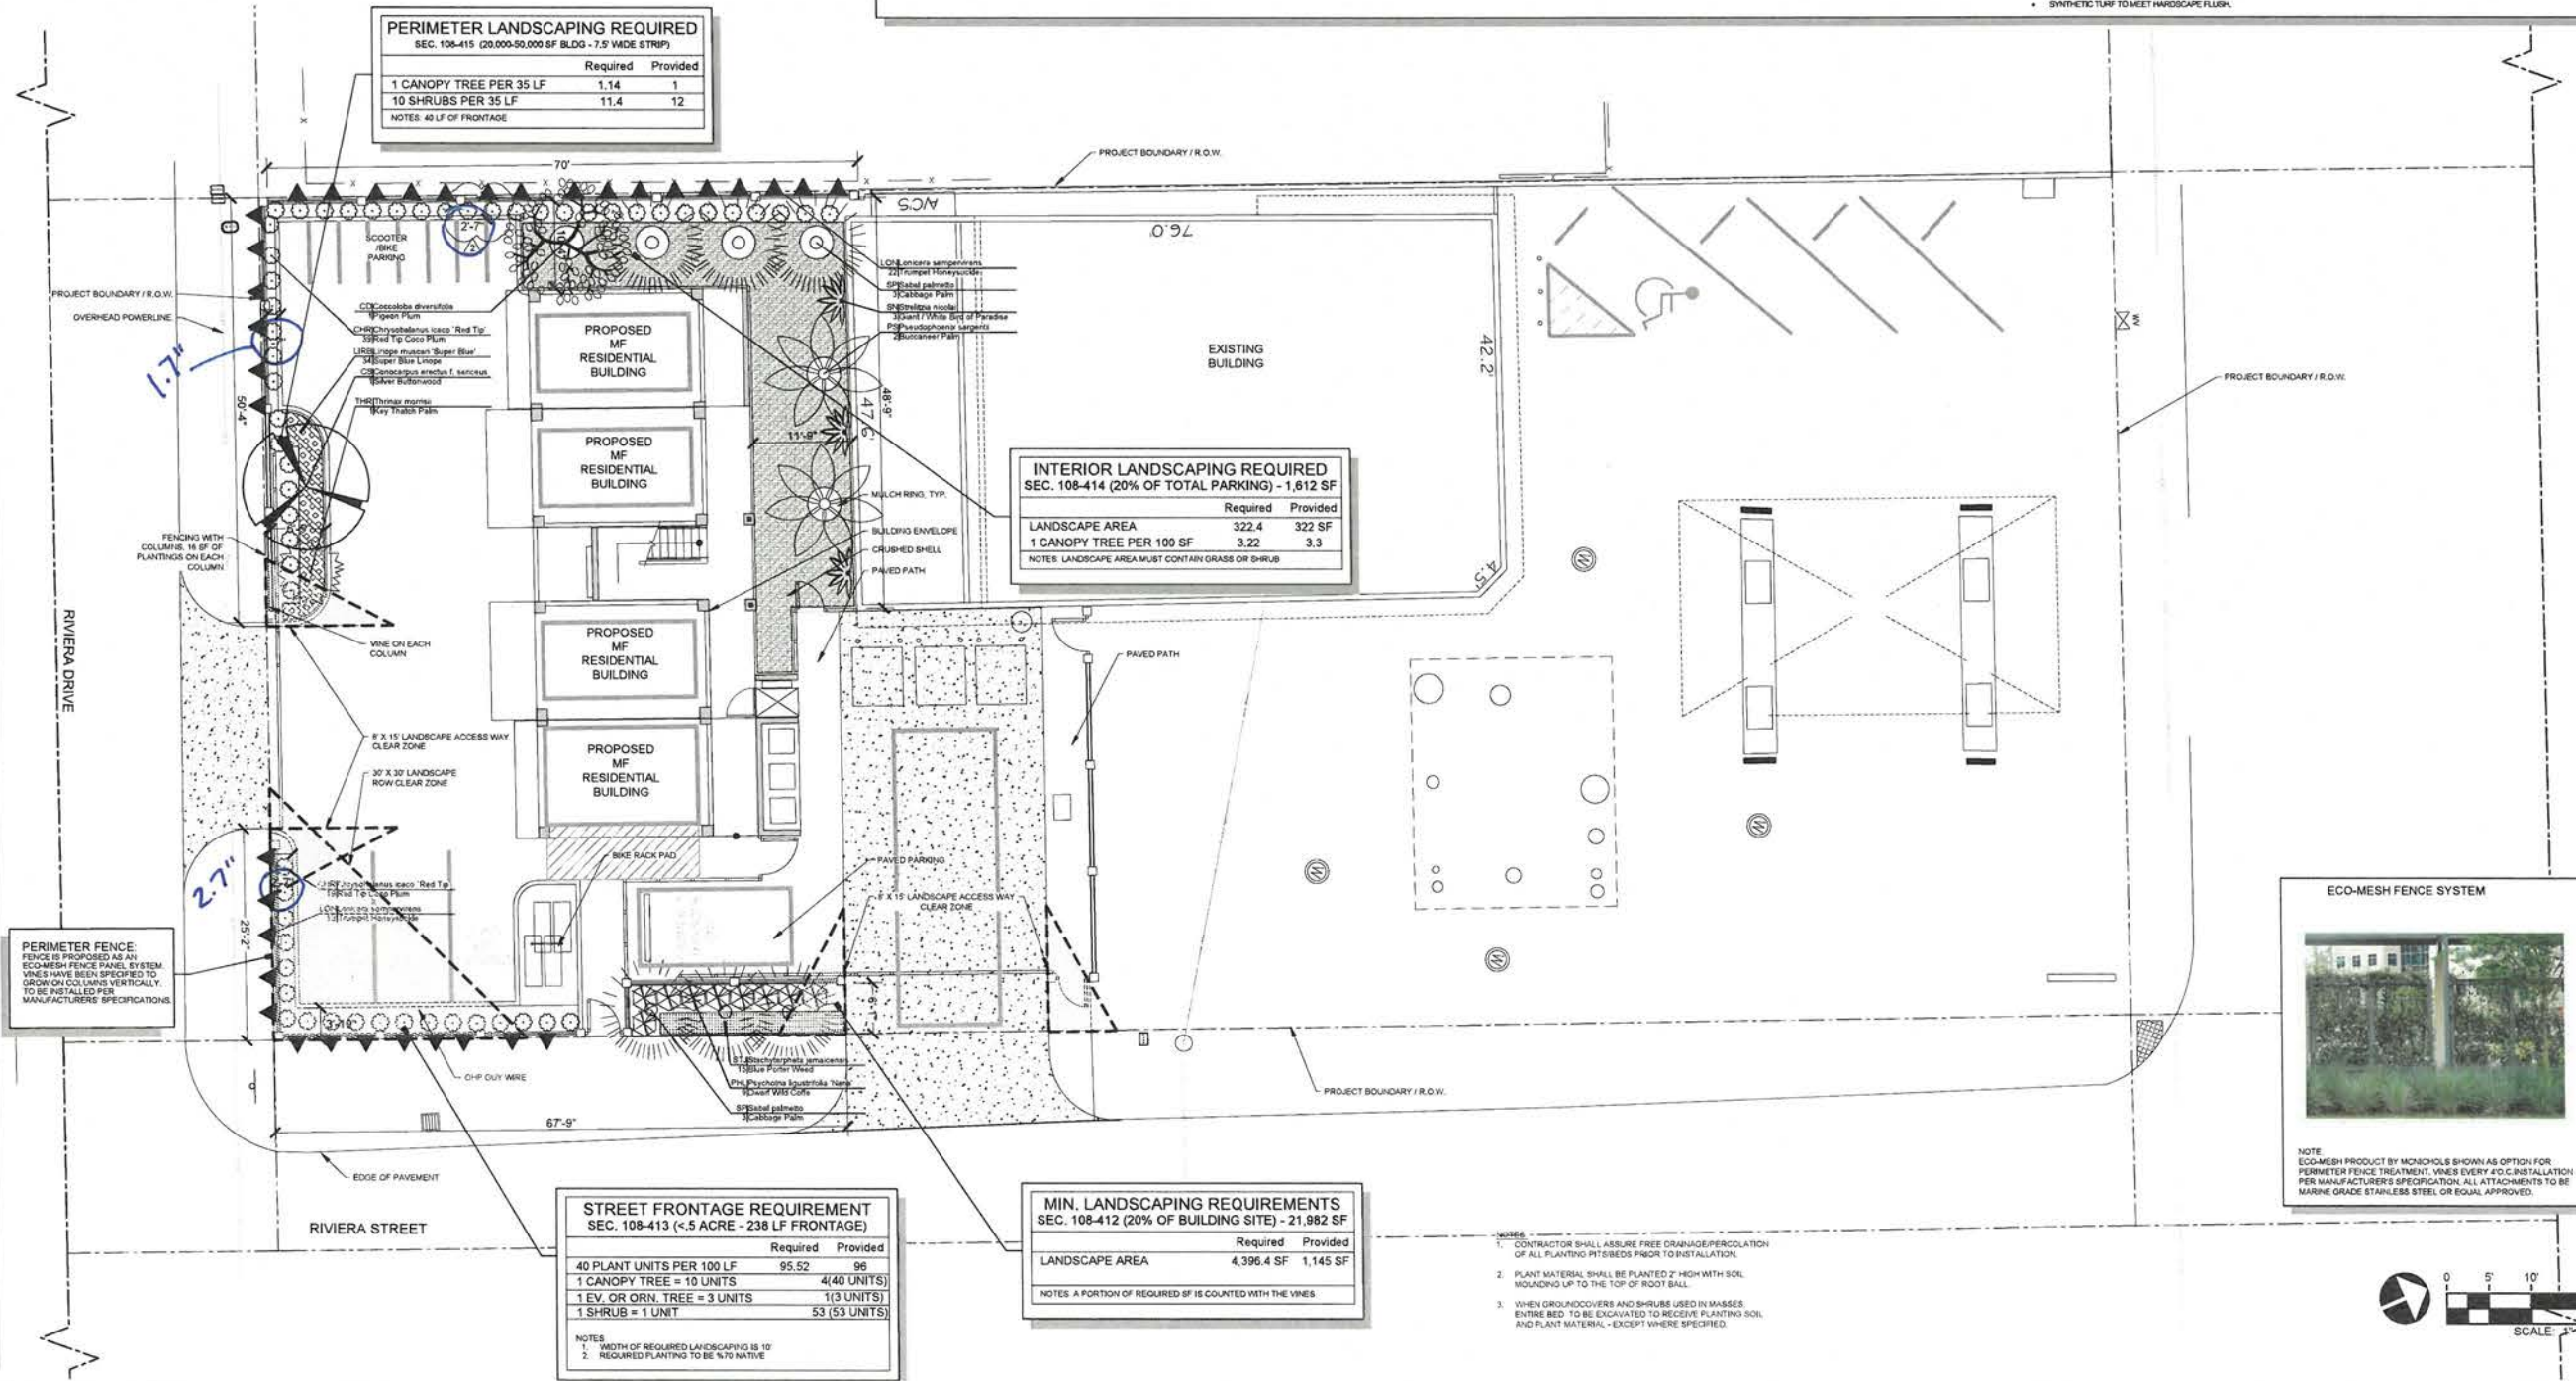 SYNTHETIC TURF TO MEET HARDSCAPE FLUSH.
PERIMETER LANDSCAPING REQUIRED
SEC. 108-415 (20,000-50,000 SF BLDG - 7.5' WIDE STRIP)
Required Provided
1 CANOPY TREE PER 35 LF 1.14 1
10 SHRUBS PER 35 LF 11.4 12
NOTES: 40 LF OF FRONTAGE
70'
PROJECT BOUNDARY / R.O.W.
A/C'S
76.0'
2'-7"
SCOOTER
/BIKE
PARKING
PROJECT BOUNDARY / R.O.W.
OVERHEAD POWERLINE
1.7"
50'-4"
CD Coccoloba diversifolia
1 Pigeon Plum
CHR Chrysobalanus icaco 'Red Tip'
39 Red Tip Coco Plum
LIRB Liriope muscari 'Super Blue'
34 Super Blue Liriope
CS Conocarpus erectus f. sericeus
1 Silver Buttonwood
THR Thrinax morrisii
1 Key Thatch Palm
LON Lonicera sempervirens
22 Trumpet Honeysuckle
SP Sabal palmetto
3 Cabbage Palm
SN Strelitzia nicolai
3 Giant / White Bird of Paradise
PS Pseudophoenix sargentii
2 Buccaneer Palm
PROPOSED
MF
RESIDENTIAL
BUILDING
PROPOSED
MF
RESIDENTIAL
BUILDING
EXISTING
BUILDING
42.2'
WV
PROJECT BOUNDARY / R.O.W.
48'-9"
47.6'
11'-9"
MULCH RING, TYP.
BUILDING ENVELOPE
CRUSHED SHELL
PAVED PATH
INTERIOR LANDSCAPING REQUIRED
SEC. 108-414 (20% OF TOTAL PARKING) - 1,612 SF
Required Provided
LANDSCAPE AREA 322.4 322 SF
1 CANOPY TREE PER 100 SF 3.22 3.3
NOTES: LANDSCAPE AREA MUST CONTAIN GRASS OR SHRUB
4.5'
FENCING WITH
COLUMNS, 16 SF OF
PLANTINGS ON EACH
COLUMN
RIVIERA DRIVE
VINE ON EACH
COLUMN
PROPOSED
MF
RESIDENTIAL
BUILDING
PAVED PATH
8' X 15' LANDSCAPE ACCESS WAY
CLEAR ZONE
30' X 30' LANDSCAPE
ROW CLEAR ZONE
PROPOSED
MF
RESIDENTIAL
BUILDING
2.7"
25'-2"
BIKE RACK PAD
PAVED PARKING
Red Tip Coco Plum
Trumpet Honeysuckle
8' X 15' LANDSCAPE ACCESS WAY
CLEAR ZONE
PERIMETER FENCE:
FENCE IS PROPOSED AS AN
ECO-MESH FENCE PANEL SYSTEM.
VINES HAVE BEEN SPECIFIED TO
GROW ON COLUMNS VERTICALLY.
TO BE INSTALLED PER
MANUFACTURERS' SPECIFICATIONS.
ECO-MESH FENCE SYSTEM
3'-10"
STJ Stachytarpheta jamaicensis
15 Blue Porter Weed
PHL Psychotria ligustrifolia 'Nana'
9 Dwarf Wild Coffe
SP Sabal palmetto
3 Cabbage Palm
OHP GUY WIRE
PROJECT BOUNDARY / R.O.W.
67'-9"
EDGE OF PAVEMENT
NOTE
ECO-MESH PRODUCT BY MCNICHOLS SHOWN AS OPTION FOR
PERIMETER FENCE TREATMENT. VINES EVERY 4'O.C.INSTALLATION
PER MANUFACTURER'S SPECIFICATION. ALL ATTACHMENTS TO BE
MARINE GRADE STAINLESS STEEL OR EQUAL APPROVED.
RIVIERA STREET
STREET FRONTAGE REQUIREMENT
SEC. 108-413 (<.5 ACRE - 238 LF FRONTAGE)
Required Provided
40 PLANT UNITS PER 100 LF 95.52 96
1 CANOPY TREE = 10 UNITS 4(40 UNITS)
1 EV. OR ORN. TREE = 3 UNITS 1(3 UNITS)
1 SHRUB = 1 UNIT 53 (53 UNITS)
NOTES
1. WIDTH OF REQUIRED LANDSCAPING IS 10'
2. REQUIRED PLANTING TO BE %70 NATIVE
MIN. LANDSCAPING REQUIREMENTS
SEC. 108-412 (20% OF BUILDING SITE) - 21,982 SF
Required Provided
LANDSCAPE AREA 4,396.4 SF 1,145 SF
NOTES A PORTION OF REQUIRED SF IS COUNTED WITH THE VINES
NOTES
1. CONTRACTOR SHALL ASSURE FREE DRAINAGE/PERCOLATION
OF ALL PLANTING PITS/BEDS PRIOR TO INSTALLATION.
2. PLANT MATERIAL SHALL BE PLANTED 2" HIGH WITH SOIL
MOUNDING UP TO THE TOP OF ROOT BALL.
3. WHEN GROUNDCOVERS AND SHRUBS USED IN MASSES,
ENTIRE BED TO BE EXCAVATED TO RECEIVE PLANTING SOIL
AND PLANT MATERIAL - EXCEPT WHERE SPECIFIED.
0 5' 10'
SCALE: 1"